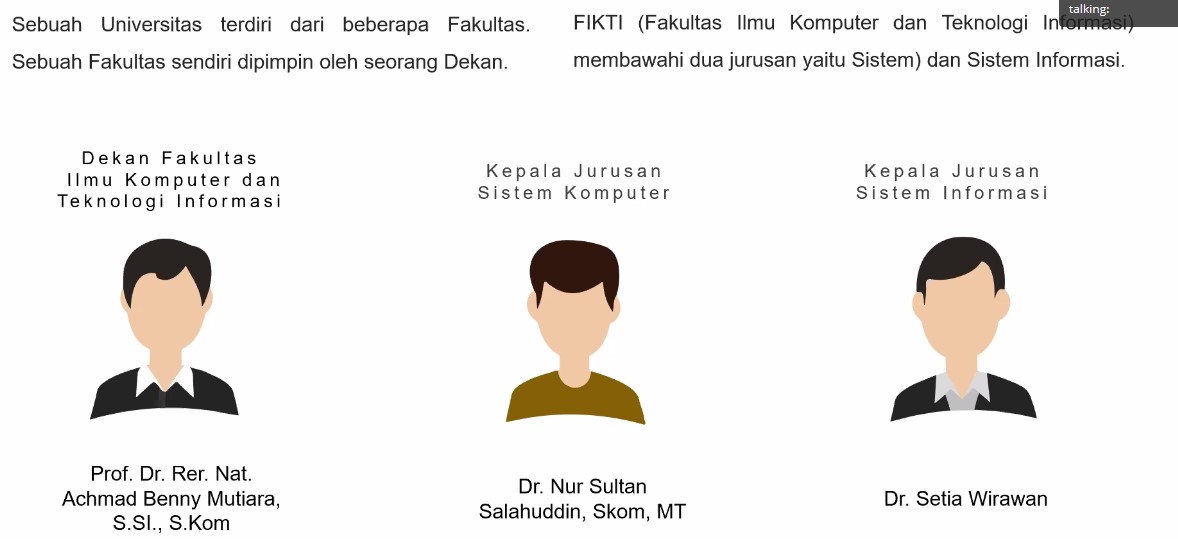 Sebuah Universitas terdiri dari beberapa Fakultas.
Sebuah Fakultas sendiri dipimpin oleh seorang Dekan.
FIKTI (Fakultas Ilmu Komputer dan Teknologi Informasi)
membawahi dua jurusan yaitu Sistem) dan Sistem Informasi.
talking:
Dekan Fakultas
Ilmu Komputer dan
Teknologi Informasi
Kepala Jurusan
Sistem Komputer
Kepala Jurusan
Sistem Informasi
Prof. Dr. Rer. Nat.
Achmad Benny Mutiara,
S.SI., S.Kom
Dr. Nur Sultan
Salahuddin, Skom, MT
Dr. Setia Wirawan